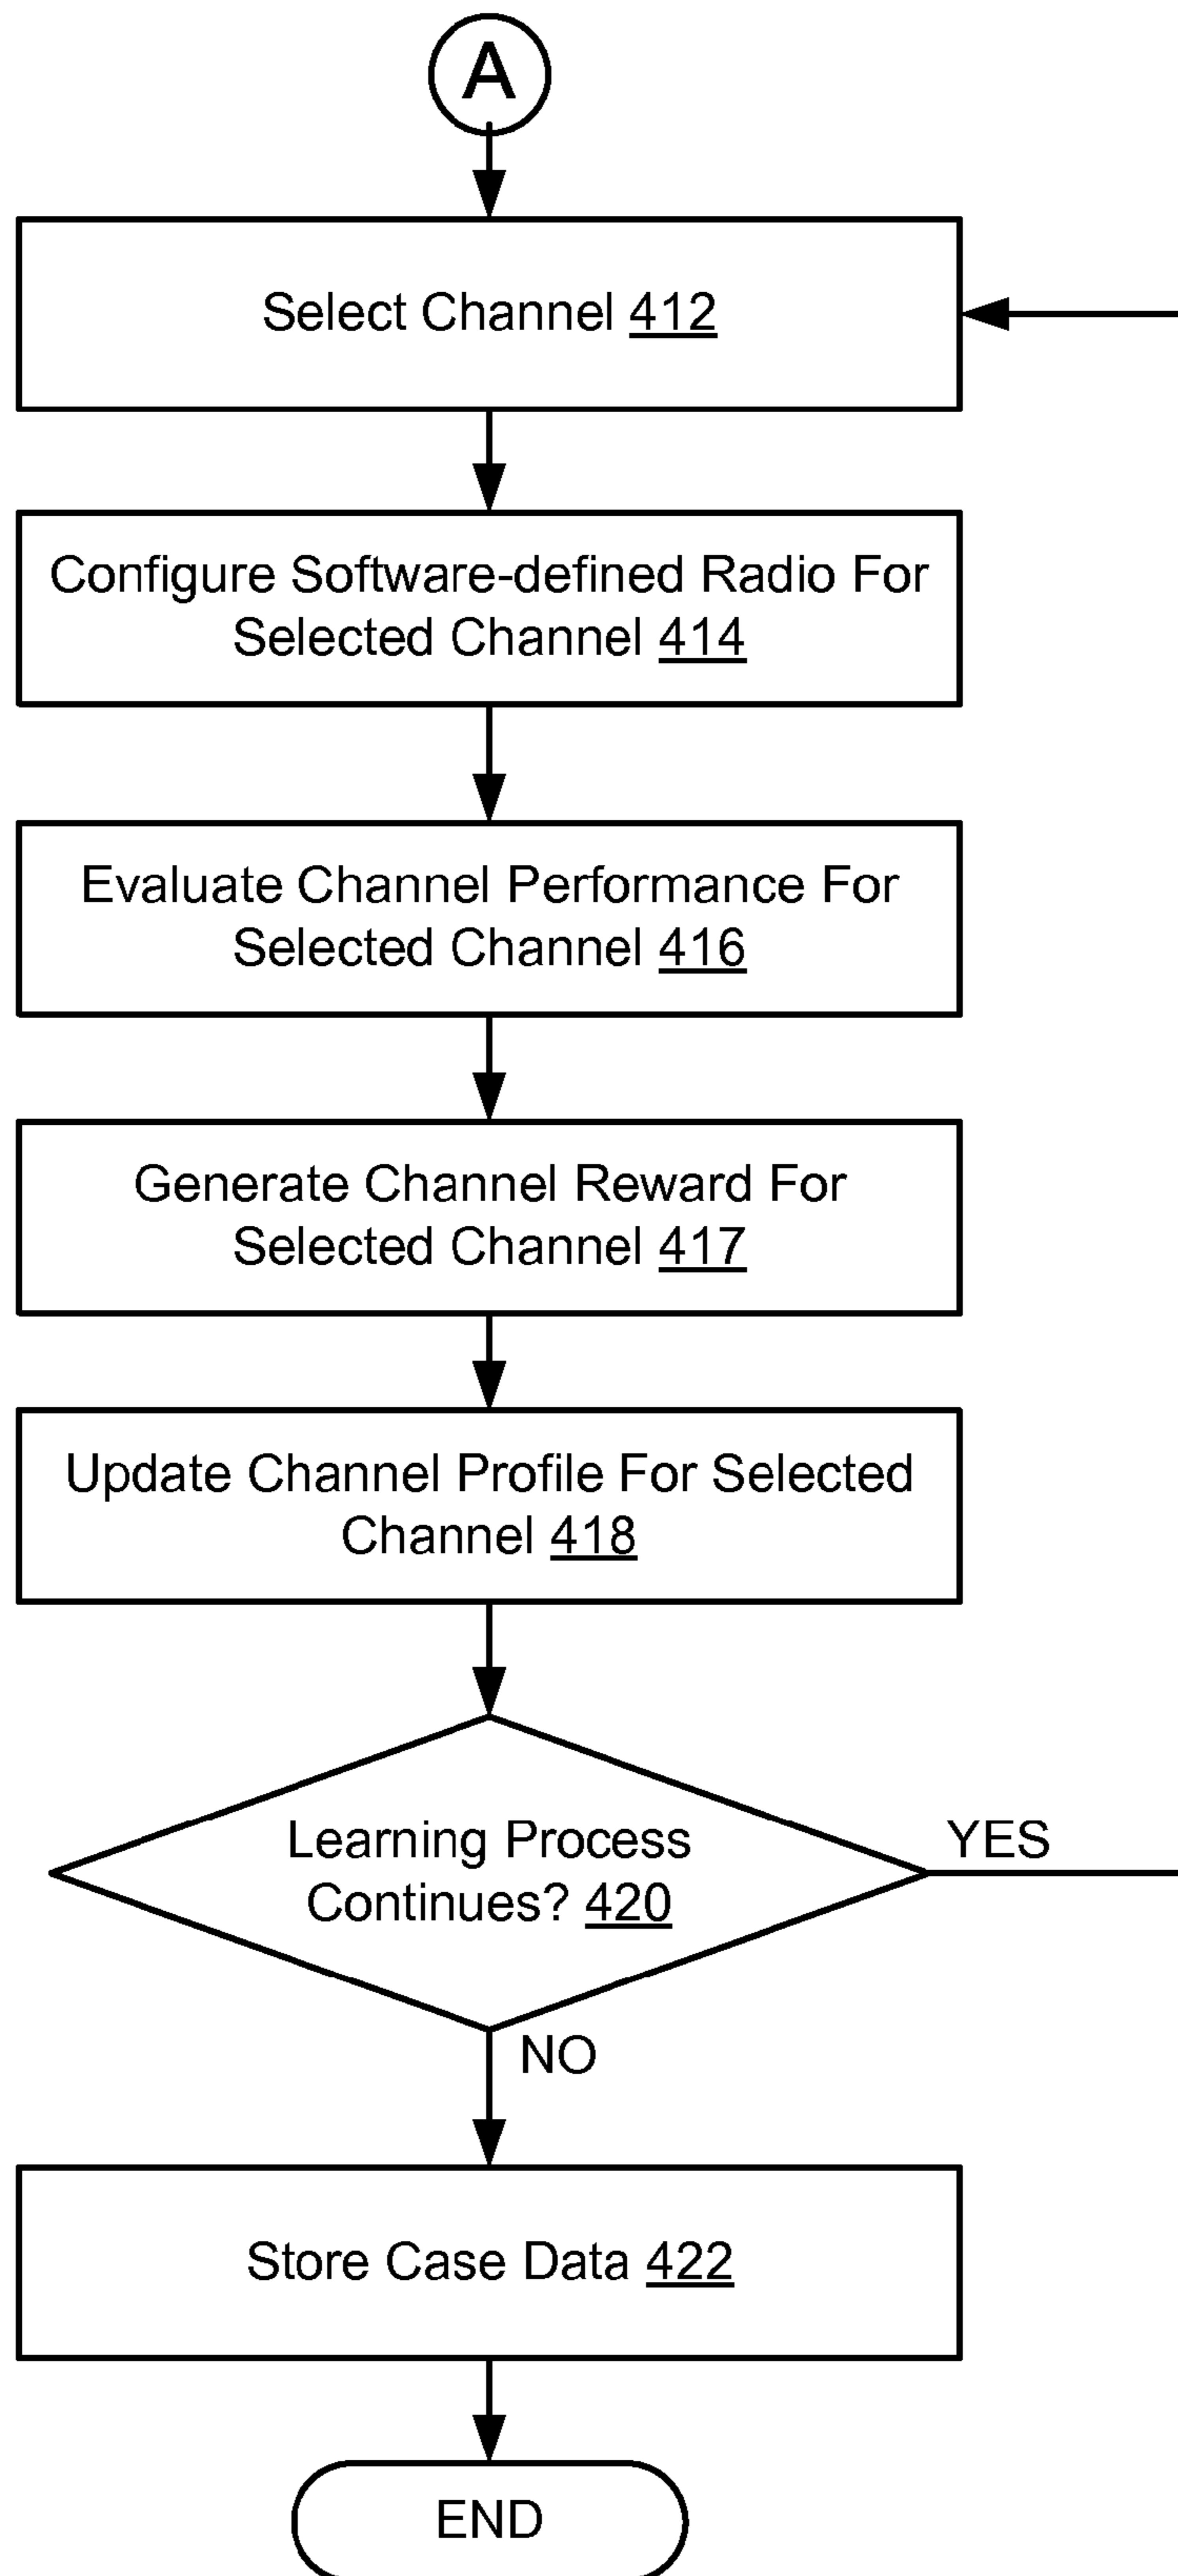 A
Select Channel 412
Configure Software-defined Radio For
Selected Channel 414
Evaluate Channel Performance For
Selected Channel 416
Generate Channel Reward For
Selected Channel 417
Update Channel Profile For Selected
Channel 418
Learning Process
Continues? 420
YES
NO
Store Case Data 422
END